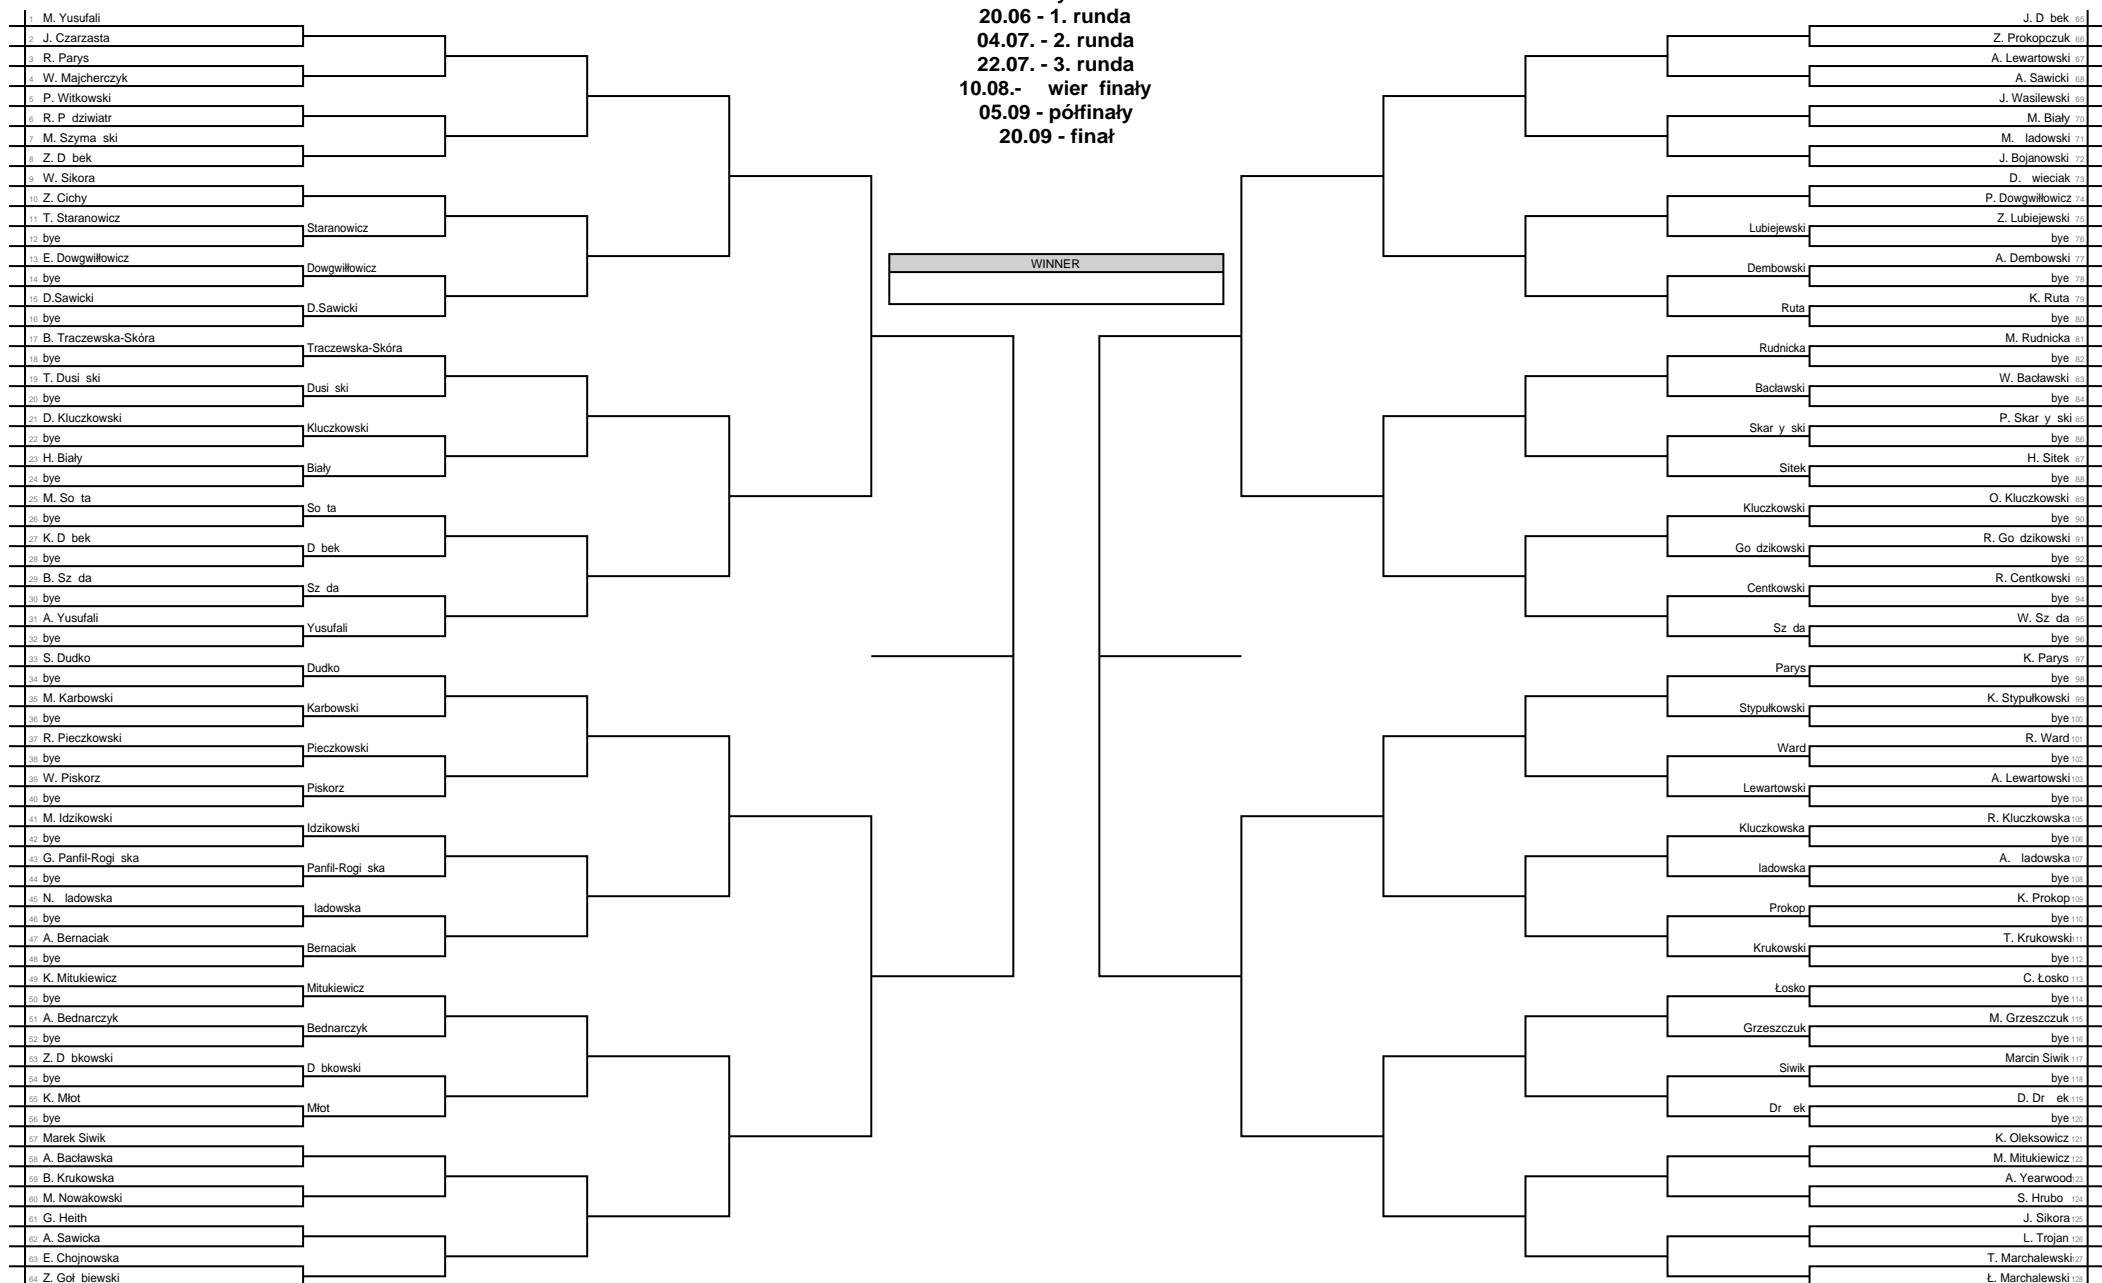 20.06 - 1. runda
04.07. - 2. runda
22.07. - 3. runda
10.08.- wier finały
05.09 - półfinały
20.09 - finał
WINNER
1 M. Yusufali
2 J. Czarzasta
3 R. Parys
4 W. Majcherczyk
5 P. Witkowski
6 R. P dziwiatr
7 M. Szyma ski
8 Z. D bek
9 W. Sikora
10 Z. Cichy
11 T. Staranowicz
12 bye
13 E. Dowgwiłłowicz
14 bye
15 D.Sawicki
16 bye
17 B. Traczewska-Skóra
18 bye
19 T. Dusi ski
20 bye
21 D. Kluczkowski
22 bye
23 H. Biały
24 bye
25 M. So ta
26 bye
27 K. D bek
28 bye
29 B. Sz da
30 bye
31 A. Yusufali
32 bye
33 S. Dudko
34 bye
35 M. Karbowski
36 bye
37 R. Pieczkowski
38 bye
39 W. Piskorz
40 bye
41 M. Idzikowski
42 bye
43 G. Panfil-Rogi ska
44 bye
45 N. ladowska
46 bye
47 A. Bernaciak
48 bye
49 K. Mitukiewicz
50 bye
51 A. Bednarczyk
52 bye
53 Z. D bkowski
54 bye
55 K. Młot
56 bye
57 Marek Siwik
58 A. Bacławska
59 B. Krukowska
60 M. Nowakowski
61 G. Heith
62 A. Sawicka
63 E. Chojnowska
64 Z. Goł biewski
Staranowicz
Dowgwiłłowicz
D.Sawicki
Traczewska-Skóra
Dusi ski
Kluczkowski
Biały
So ta
D bek
Sz da
Yusufali
Dudko
Karbowski
Pieczkowski
Piskorz
Idzikowski
Panfil-Rogi ska
ladowska
Bernaciak
Mitukiewicz
Bednarczyk
D bkowski
Młot
Lubiejewski
Dembowski
Ruta
Rudnicka
Bacławski
Skar y ski
Sitek
Kluczkowski
Go dzikowski
Centkowski
Sz da
Parys
Stypułkowski
Ward
Lewartowski
Kluczkowska
ladowska
Prokop
Krukowski
Łosko
Grzeszczuk
Siwik
Dr ek
J. D bek 65
Z. Prokopczuk 66
A. Lewartowski 67
A. Sawicki 68
J. Wasilewski 69
M. Biały 70
M. ladowski 71
J. Bojanowski 72
D. wieciak 73
P. Dowgwiłłowicz 74
Z. Lubiejewski 75
bye 76
A. Dembowski 77
bye 78
K. Ruta 79
bye 80
M. Rudnicka 81
bye 82
W. Bacławski 83
bye 84
P. Skar y ski 85
bye 86
H. Sitek 87
bye 88
O. Kluczkowski 89
bye 90
R. Go dzikowski 91
bye 92
R. Centkowski 93
bye 94
W. Sz da 95
bye 96
K. Parys 97
bye 98
K. Stypułkowski 99
bye 100
R. Ward 101
bye 102
A. Lewartowski 103
bye 104
R. Kluczkowska 105
bye 106
A. ladowska 107
bye 108
K. Prokop 109
bye 110
T. Krukowski 111
bye 112
C. Łosko 113
bye 114
M. Grzeszczuk 115
bye 116
Marcin Siwik 117
bye 118
D. Dr ek 119
bye 120
K. Oleksowicz 121
M. Mitukiewicz 122
A. Yearwood 123
S. Hrubo 124
J. Sikora 125
L. Trojan 126
T. Marchalewski 127
Ł. Marchalewski 128